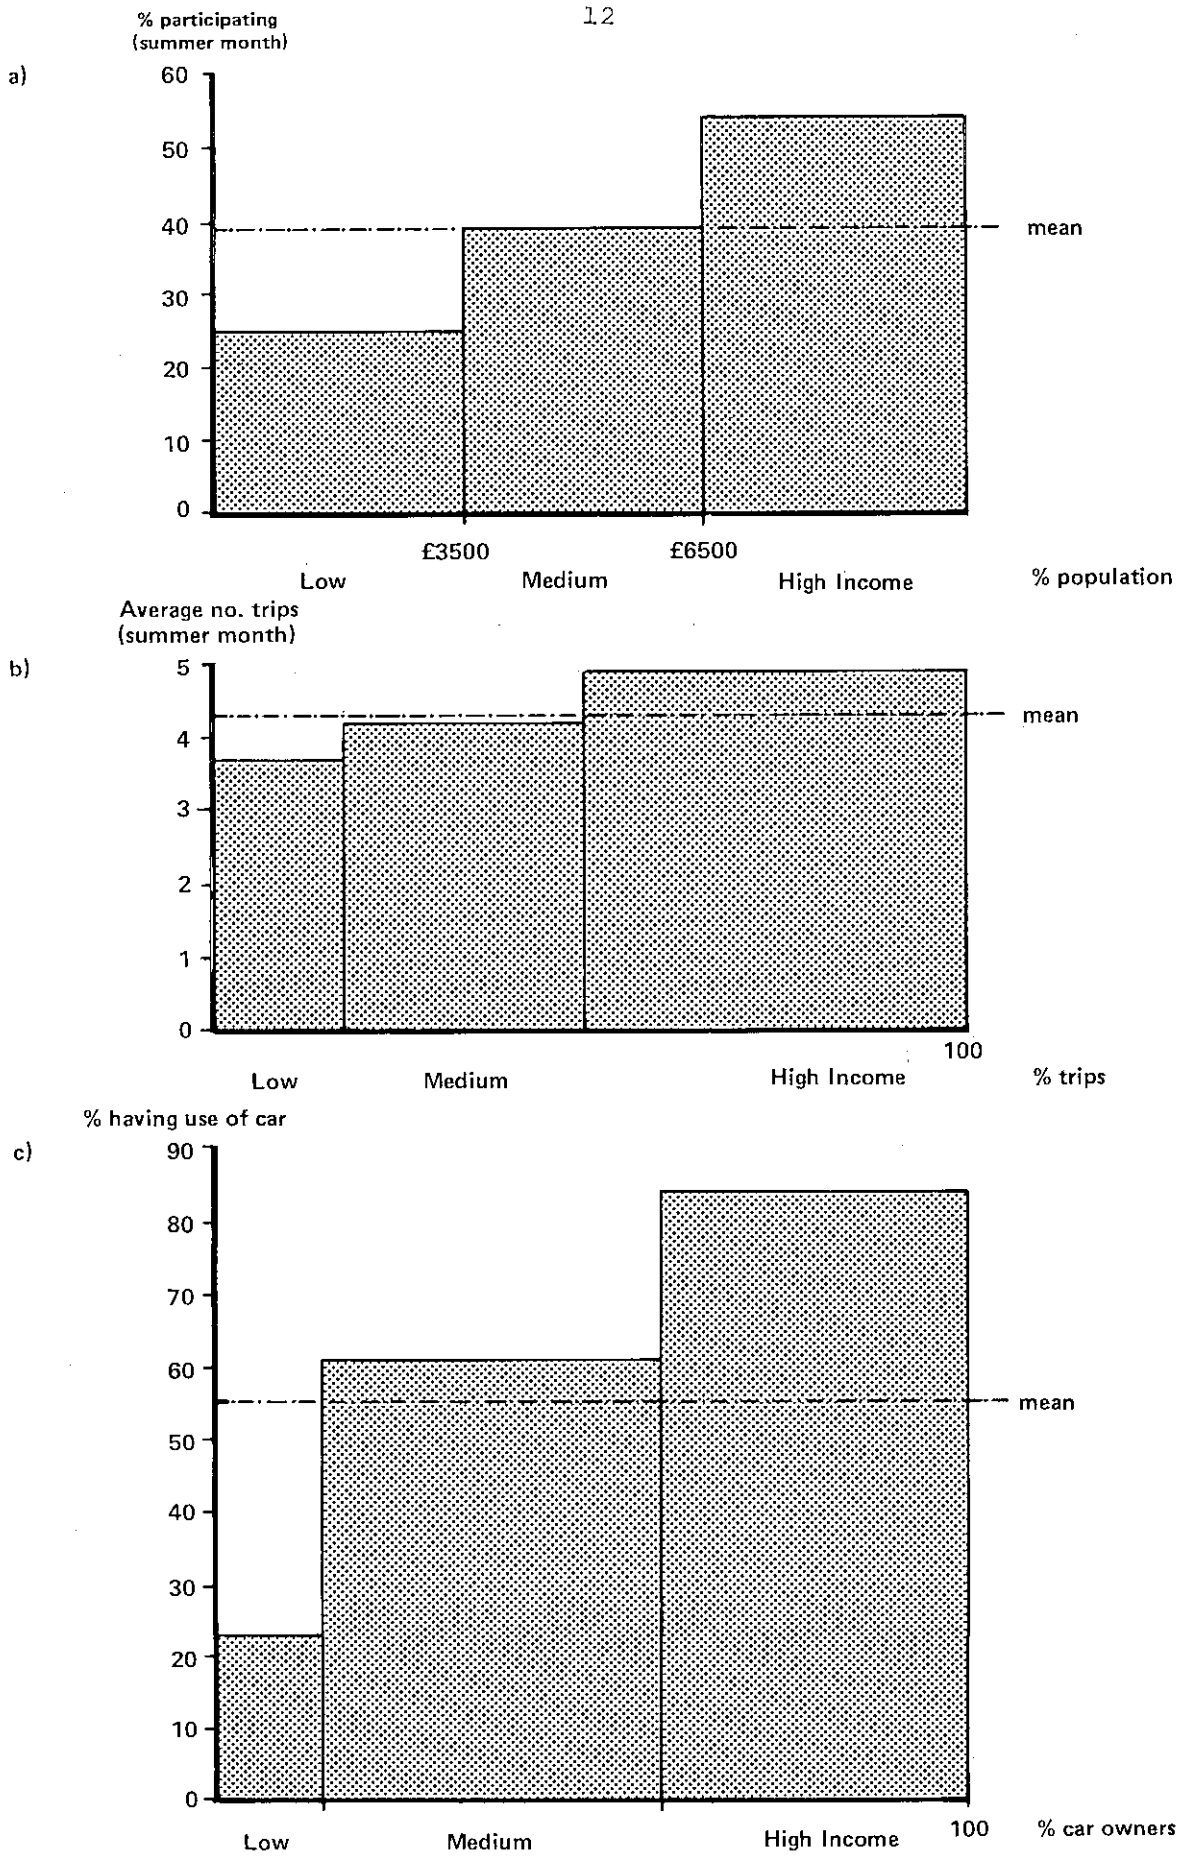 12
% participating
(summer month)
a)
60
50
40
30
20
10
0
mean
£3500
£6500
Low
Medium
High Income
% population
Average no. trips
(summer month)
b)
5
4
3
2
1
0
mean
100
Low
Medium
High Income
% trips
% having use of car
c)
90
80
70
60
50
40
30
20
10
0
mean
Low
Medium
High Income
100
% car owners